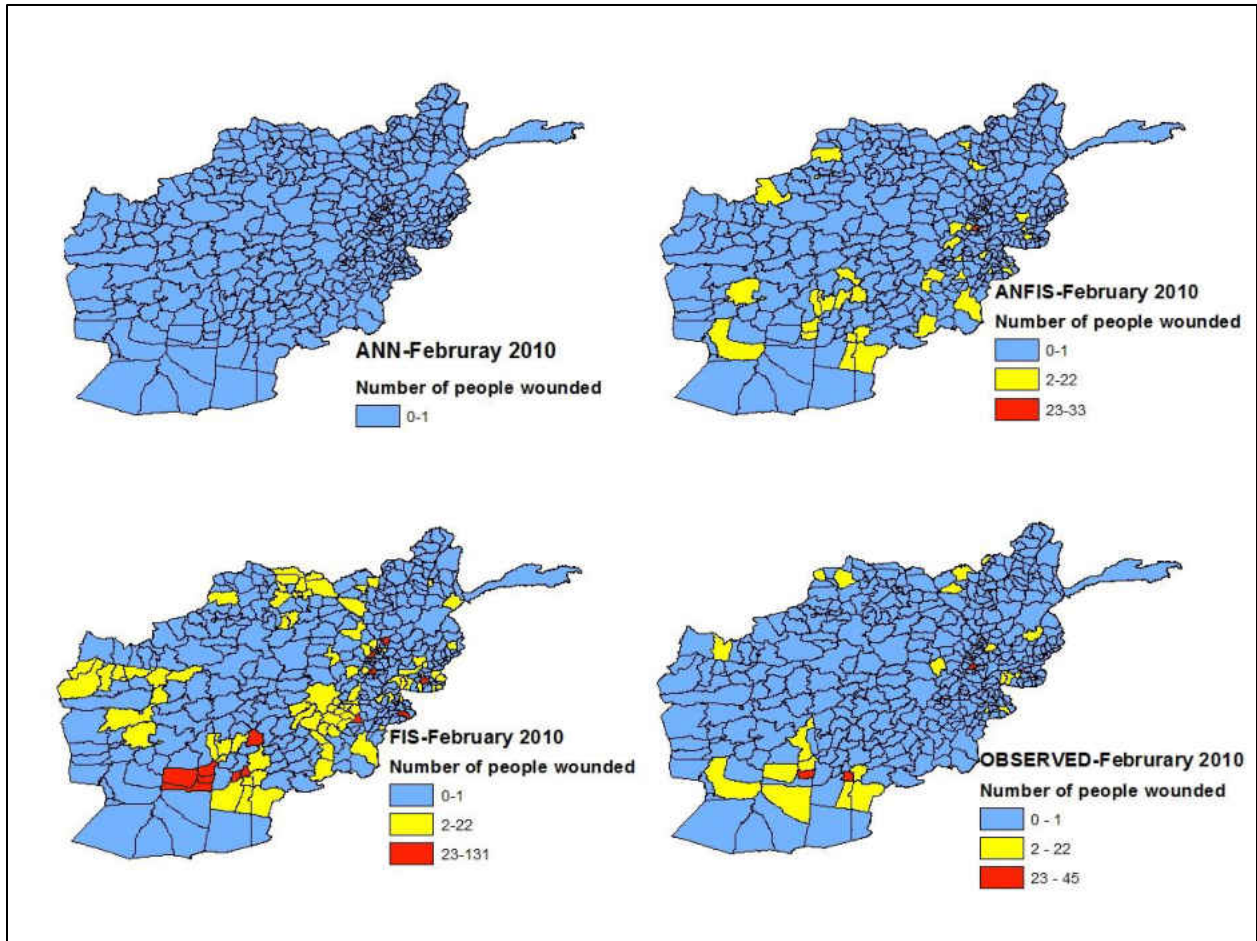 ANN-Februray 2010
Number of people wounded
0-1
ANFIS-February 2010
Number of people wounded
0-1
2-22
23-33
FIS-February 2010
Number of people wounded
0-1
2-22
23-131
OBSERVED-Februrary 2010
Number of people wounded
0 - 1
2 - 22
23 - 45